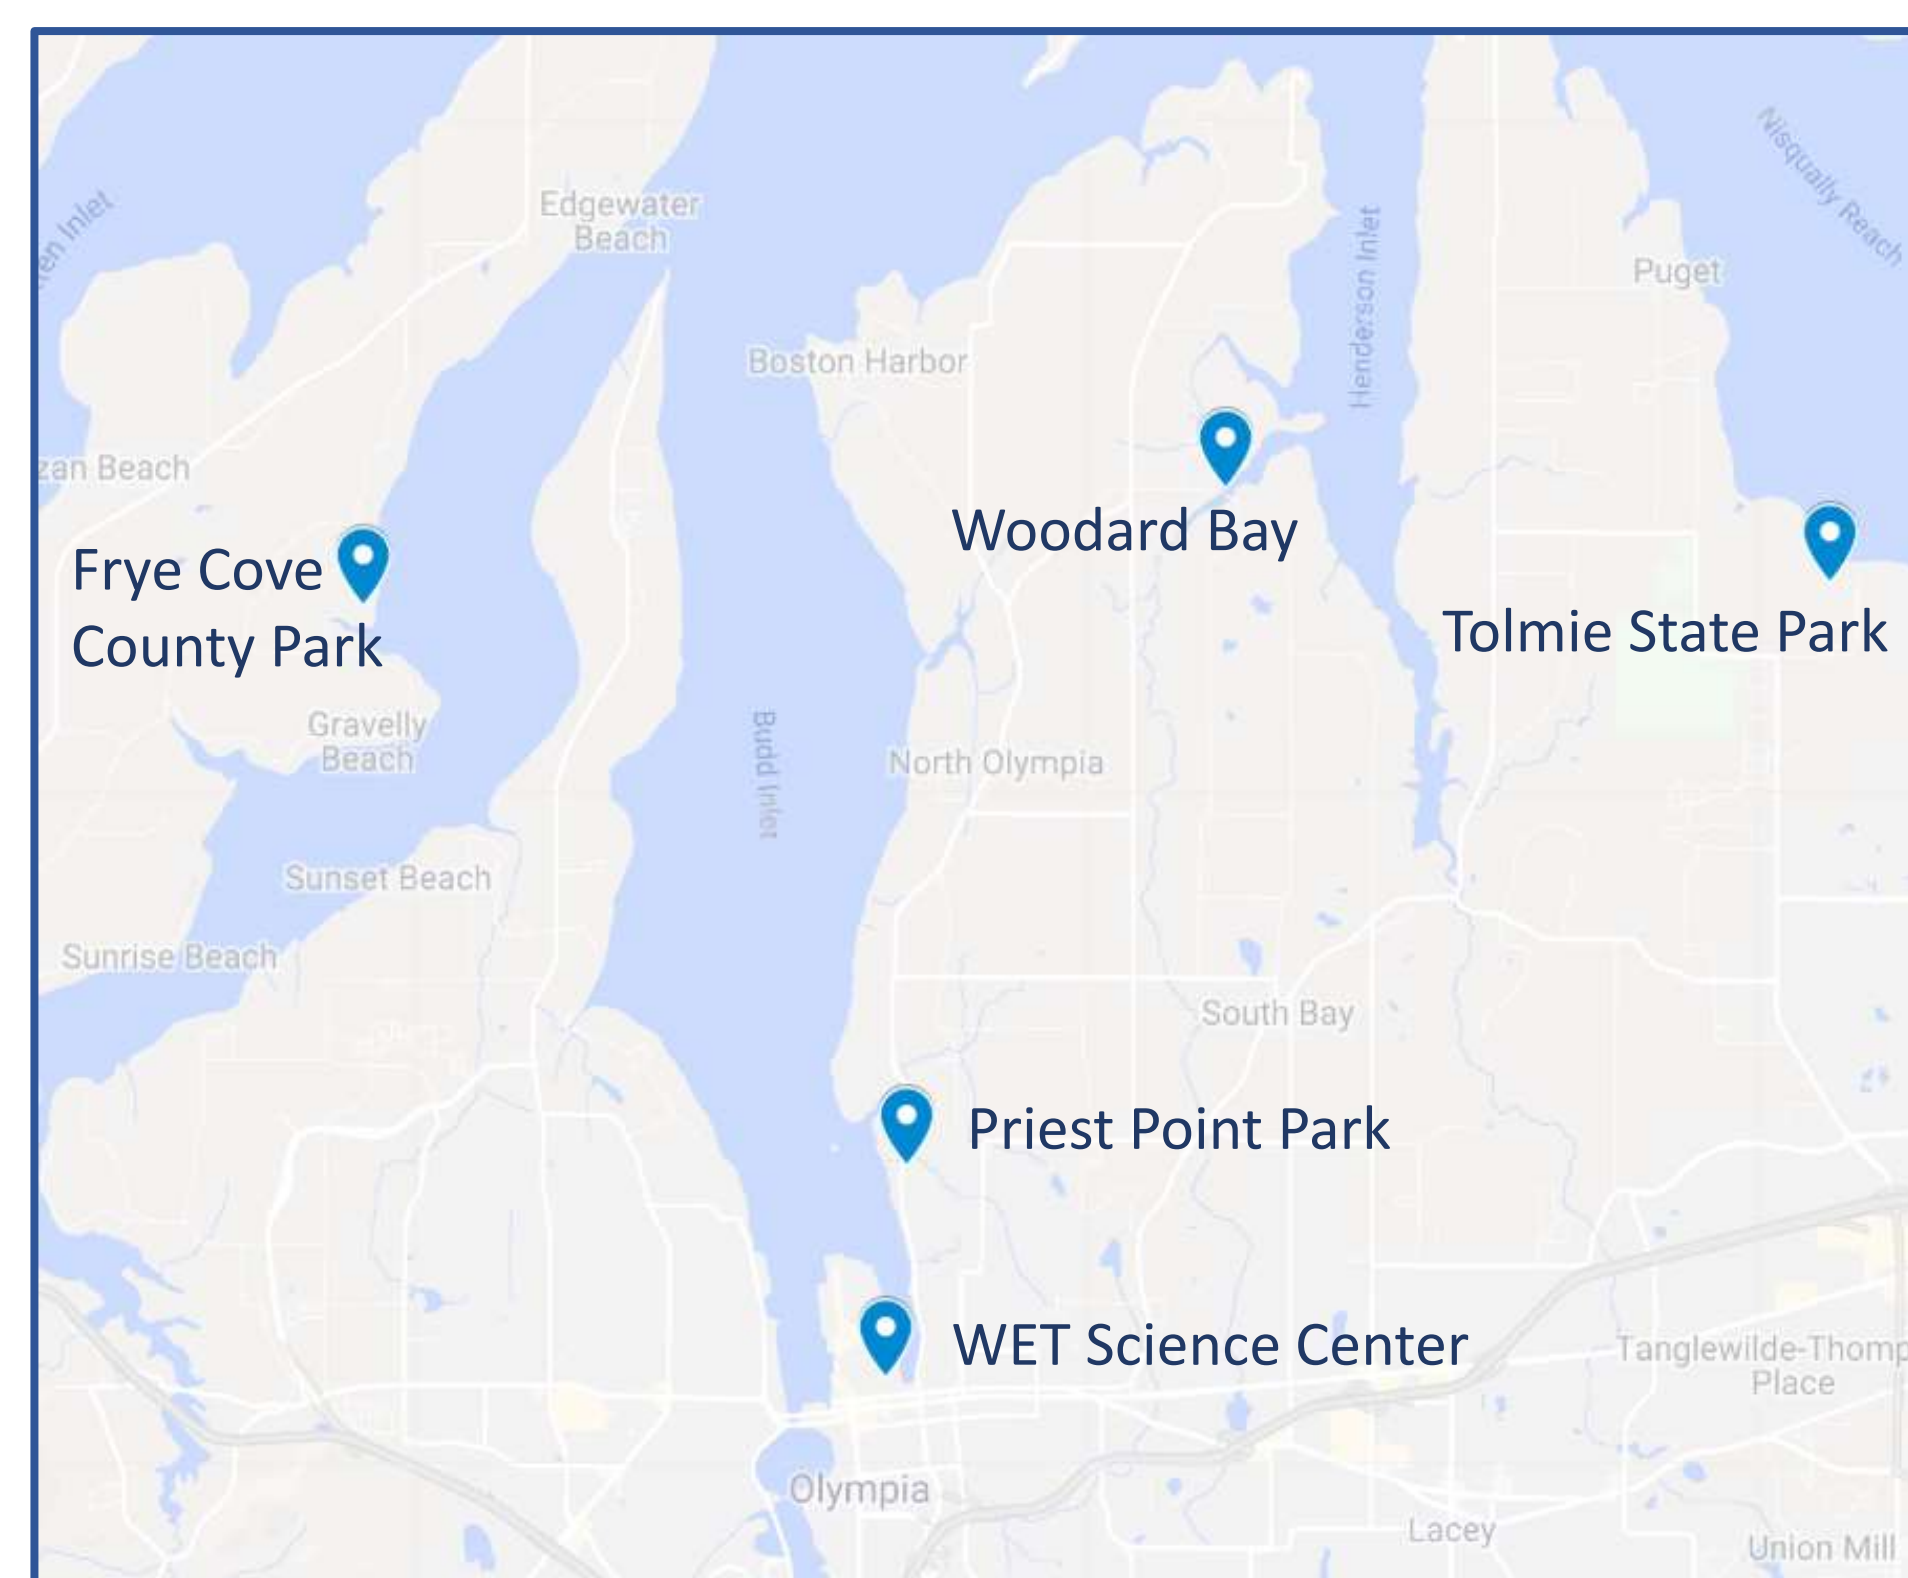 Nisqually Reach
Edgewater
Beach
Henderson Inlet
Puget
Boston Harbor
Beach
Woodard Bay
Frye Cove
County Park
Tolmie State Park
Gravelly
Beach
Budd Inlet
North Olympia
Sunset Beach
Sunrise Beach
South Bay
Priest Point Park
WET Science Center
Tanglewilde-Thomp
Place
Olympia
Lacey
Union Mill
Inlet